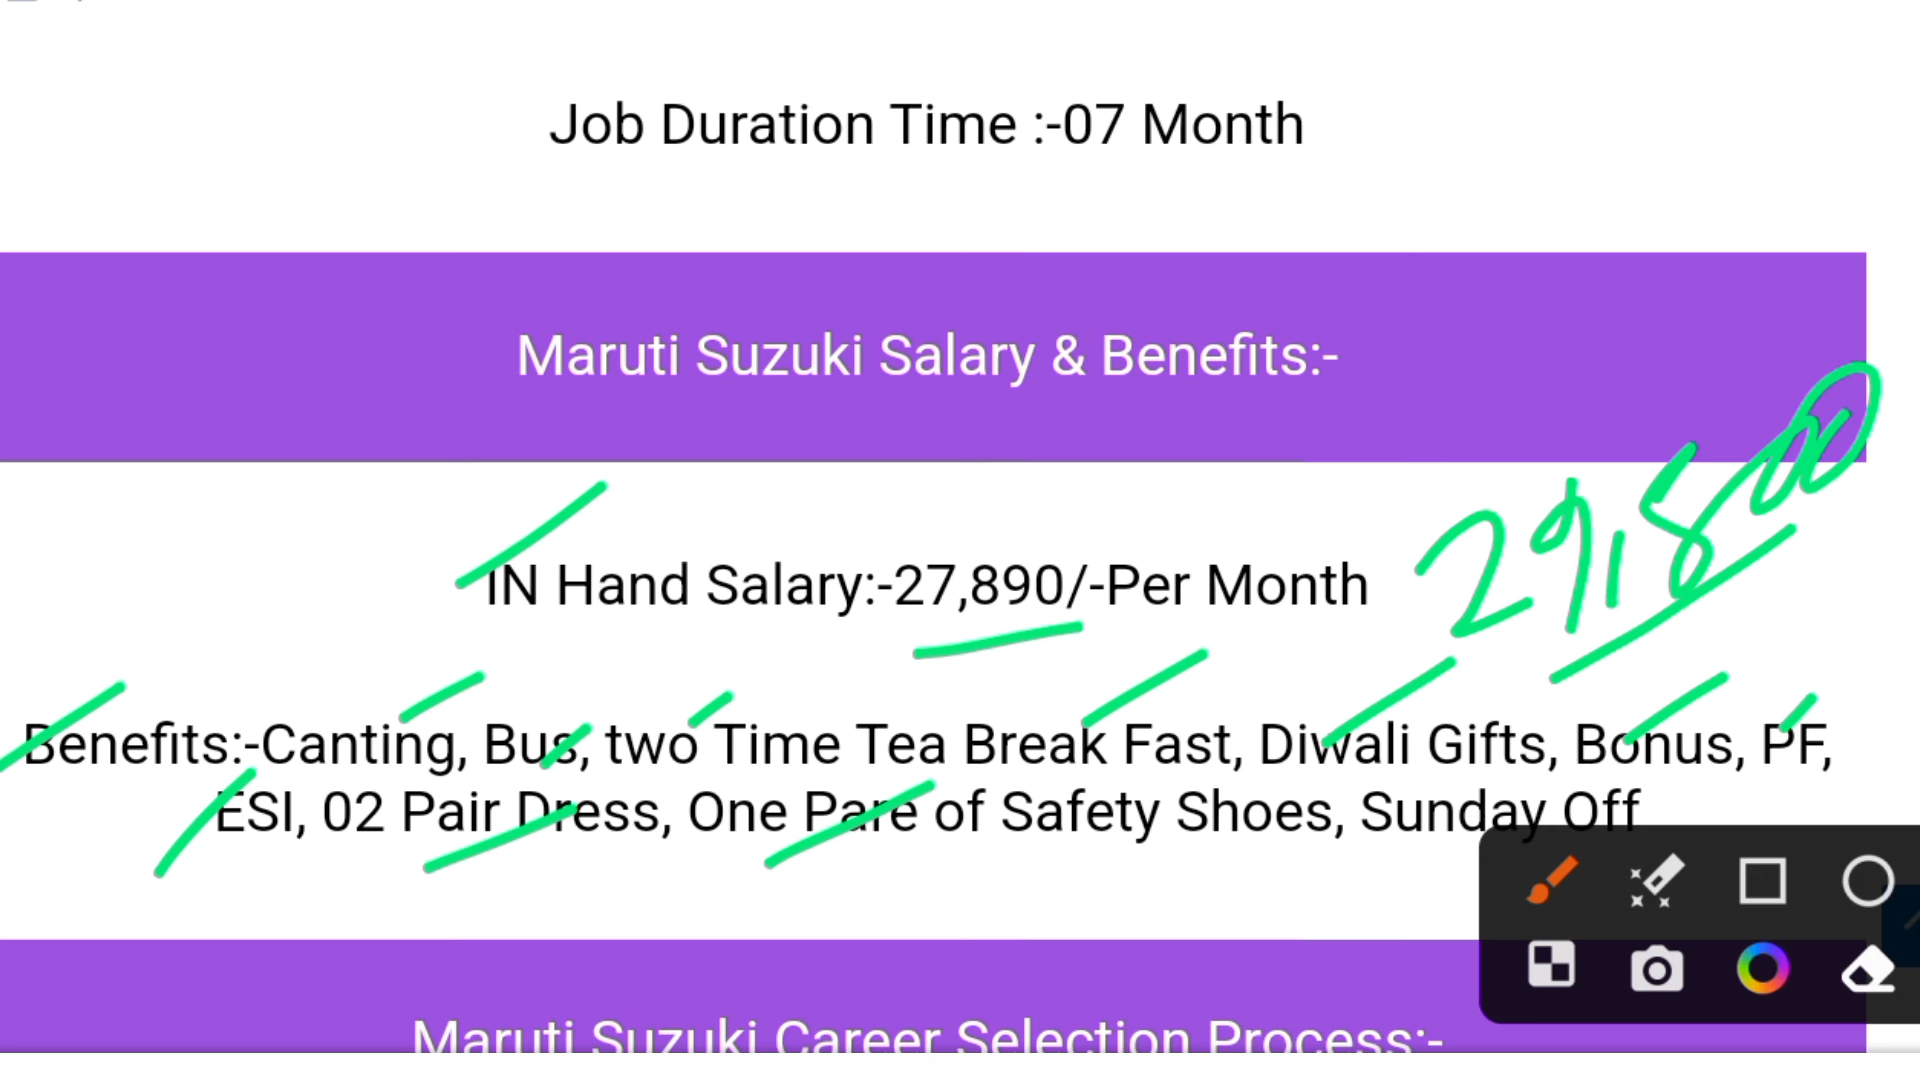 Job Duration Time :-07 Month
Maruti Suzuki Salary & Benefits:-
29,800
IN Hand Salary:-27,890/-Per Month
Benefits:-Canting, Bus, two Time Tea Break Fast, Diwali Gifts, Bonus, PF,
ESI, 02 Pair Dress, One Pare of Safety Shoes, Sunday Off
Maruti Suzuki Career Selection Process:-